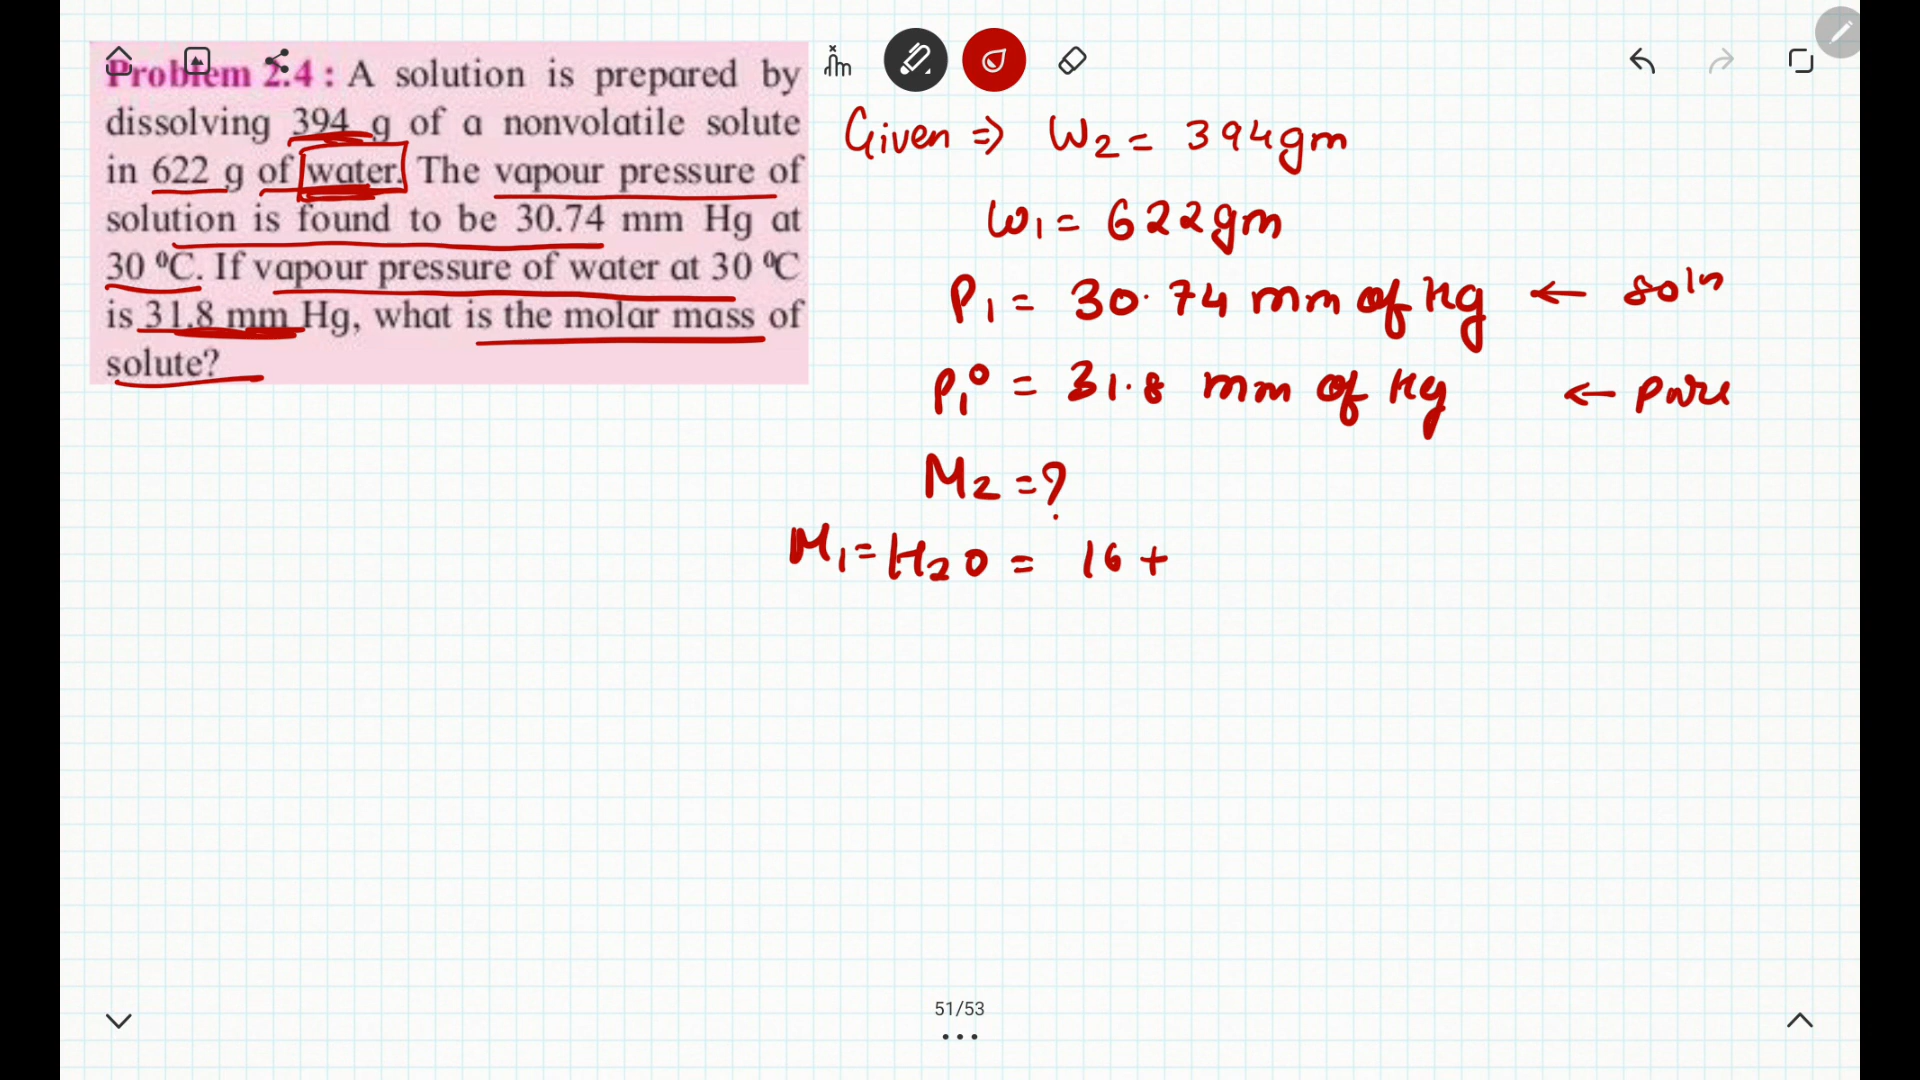 Problem 2.4 : A solution is prepared by
dissolving 394 g of a nonvolatile solute
in 622 g of water. The vapour pressure of
solution is found to be 30.74 mm Hg at
30 ⁰C. If vapour pressure of water at 30 ⁰C
is 31.8 mm Hg, what is the molar mass of
solute?
Given ⇒ W₂ = 394gm
W₁ = 622gm
P₁ = 30.74 mm of Hg ← soln
P₁⁰ = 31.8 mm of Hg ← pure
M₂ = ?
M₁ = H₂O = 16 +
51/53